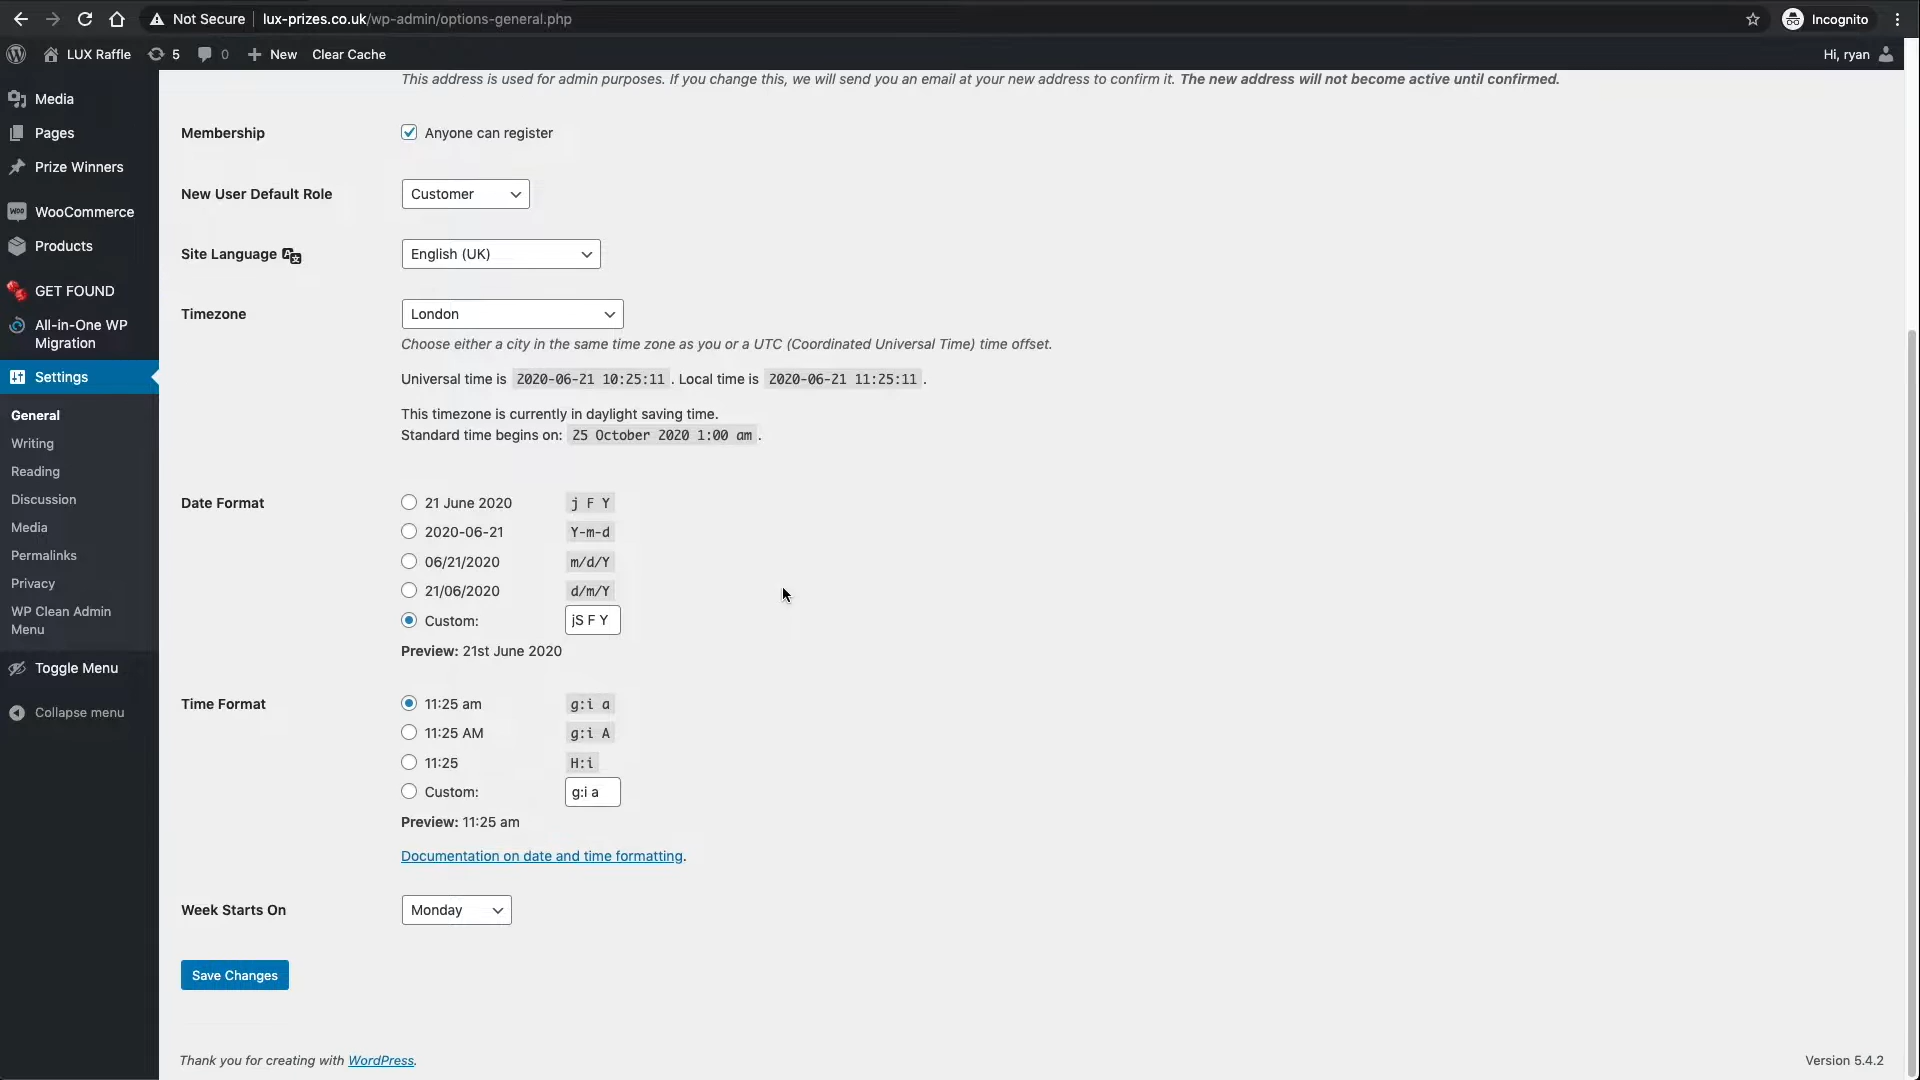 Not Secure lux-prizes.co.uk/wp-admin/options-general.php Incognito
LUX Raffle 5 0 New Clear Cache Hi, ryan
This address is used for admin purposes. If you change this, we will send you an email at your new address to confirm it. The new address will not become active until confirmed.
Media
Pages
Prize Winners
WooCommerce
Products
GET FOUND
All-in-One WP
Migration
Settings
General
Writing
Reading
Discussion
Media
Permalinks
Privacy
WP Clean Admin
Menu
Toggle Menu
Collapse menu
Membership Anyone can register
New User Default Role Customer
Site Language English (UK)
Timezone London
Choose either a city in the same time zone as you or a UTC (Coordinated Universal Time) time offset.
Universal time is 2020-06-21 10:25:11 . Local time is 2020-06-21 11:25:11 .
This timezone is currently in daylight saving time.
Standard time begins on: 25 October 2020 1:00 am .
Date Format 21 June 2020 j F Y
2020-06-21 Y-m-d
06/21/2020 m/d/Y
21/06/2020 d/m/Y
Custom: jS F Y
Preview: 21st June 2020
Time Format 11:25 am g:i a
11:25 AM g:i A
11:25 H:i
Custom: g:i a
Preview: 11:25 am
Documentation on date and time formatting.
Week Starts On Monday
Save Changes
Thank you for creating with WordPress. Version 5.4.2